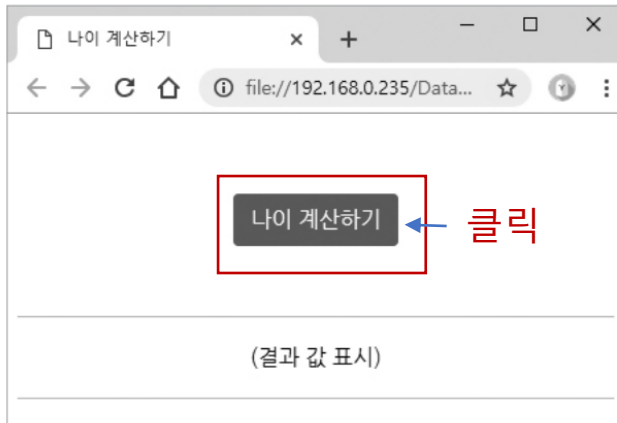 나이 계산하기
file://192.168.0.235/Data...
나이 계산하기
클릭
(결과 값 표시)